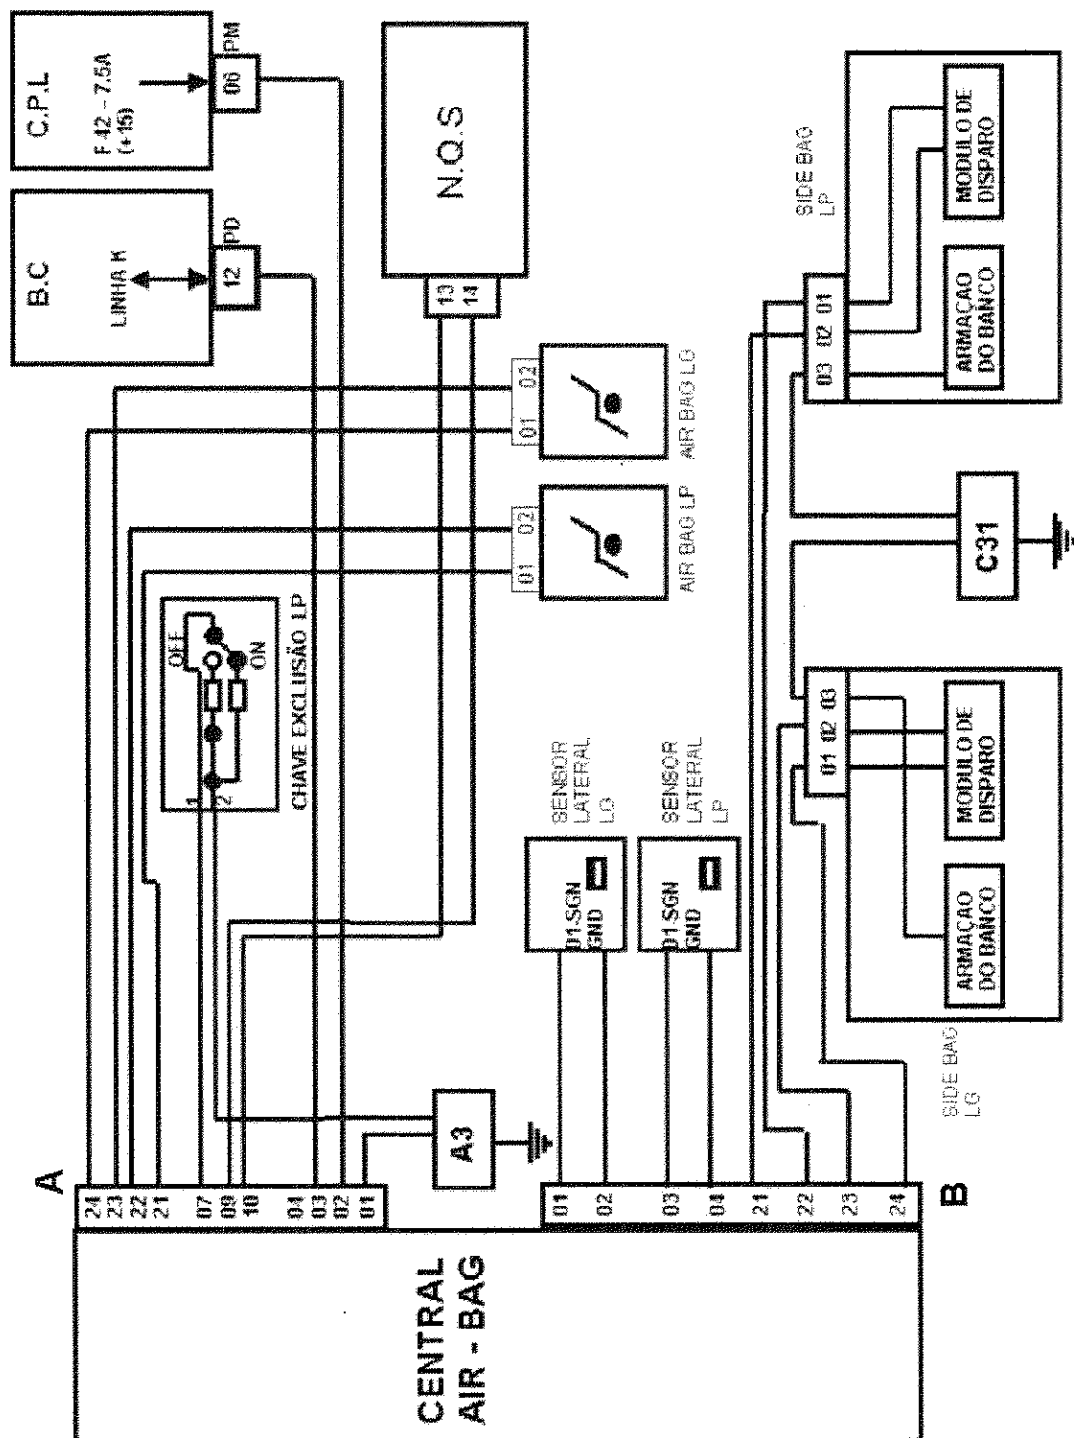 C.P.L
F42 - 7.5A
(+15)
06
PM
B.C
LINHA K
12
PD
N.Q.S
13
14
02
01
AIR BAG LG
02
01
AIR BAG LP
OFF
ON
1
2
CHAVE EXCLUSÃO LP
A
24
23
22
21
07
09
10
04
03
02
01
A3
CENTRAL
AIR - BAG
B
01
02
03
04
21
22
23
24
SENSOR
LATERAL
LG
01-SGN
GND
SENSOR
LATERAL
LP
01-SGN
GND
SIDE BAG
LP
03 02 01
MODULO DE
DISPARO
ARMAÇAO
DO BANCO
C31
01 02 03
MODULO DE
DISPARO
ARMAÇAO
DO BANCO
SIDE BAG
LG